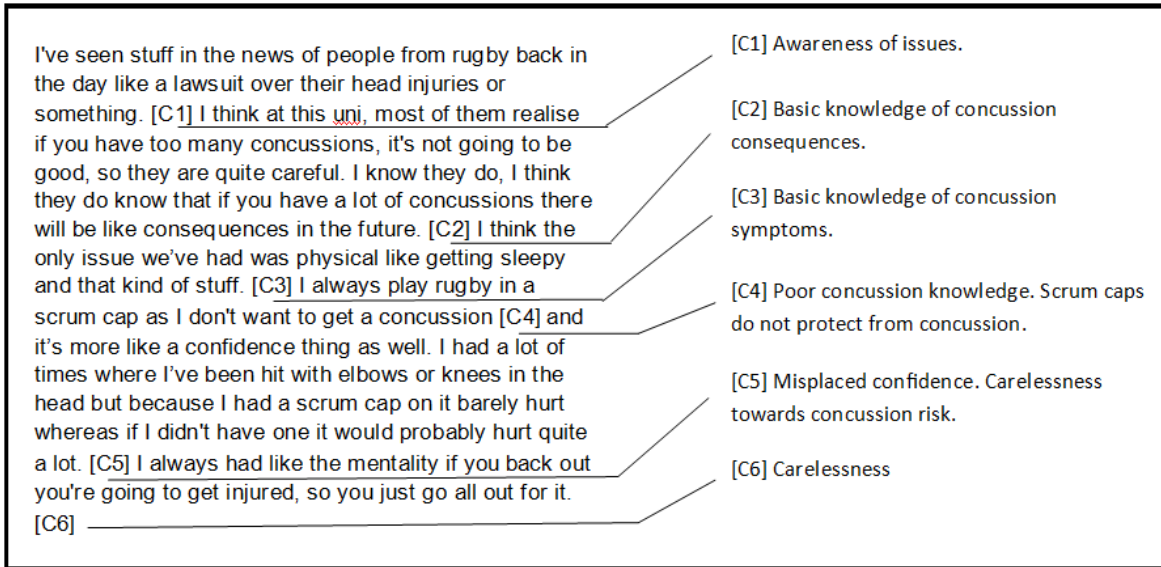 I've seen stuff in the news of people from rugby back in
the day like a lawsuit over their head injuries or
something. [C1] I think at this uni, most of them realise
if you have too many concussions, it's not going to be
good, so they are quite careful. I know they do, I think
they do know that if you have a lot of concussions there
will be like consequences in the future. [C2] I think the
only issue we’ve had was physical like getting sleepy
and that kind of stuff. [C3] I always play rugby in a
scrum cap as I don't want to get a concussion [C4] and
it’s more like a confidence thing as well. I had a lot of
times where I’ve been hit with elbows or knees in the
head but because I had a scrum cap on it barely hurt
whereas if I didn't have one it would probably hurt quite
a lot. [C5] I always had like the mentality if you back out
you're going to get injured, so you just go all out for it.
[C6]
[C1] Awareness of issues.
[C2] Basic knowledge of concussion
consequences.
[C3] Basic knowledge of concussion
symptoms.
[C4] Poor concussion knowledge. Scrum caps
do not protect from concussion.
[C5] Misplaced confidence. Carelessness
towards concussion risk.
[C6] Carelessness